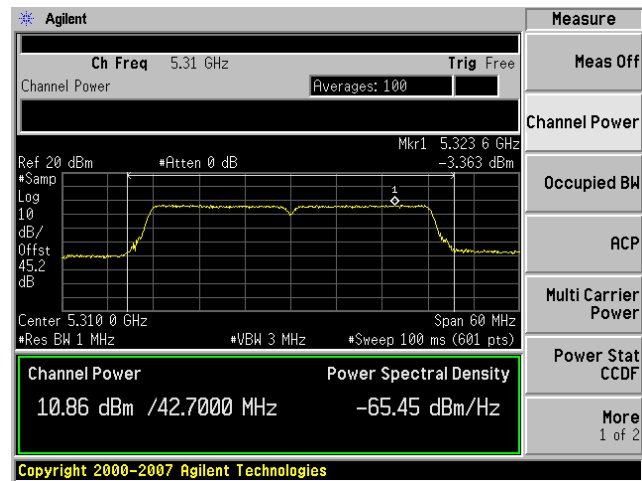 Agilent
Measure
Ch Freq 5.31 GHz Trig Free
Channel Power Averages: 100
Mkr1 5.323 6 GHz
Ref 20 dBm #Atten 0 dB -3.363 dBm
#Samp
Log
10
dB/
Offst
45.2
dB
1
Center 5.310 0 GHz Span 60 MHz
#Res BW 1 MHz #VBW 3 MHz #Sweep 100 ms (601 pts)
Channel Power Power Spectral Density
10.86 dBm /42.7000 MHz -65.45 dBm/Hz
Meas Off
Channel Power
Occupied BW
ACP
Multi Carrier
Power
Power Stat
CCDF
More
1 of 2
Copyright 2000-2007 Agilent Technologies